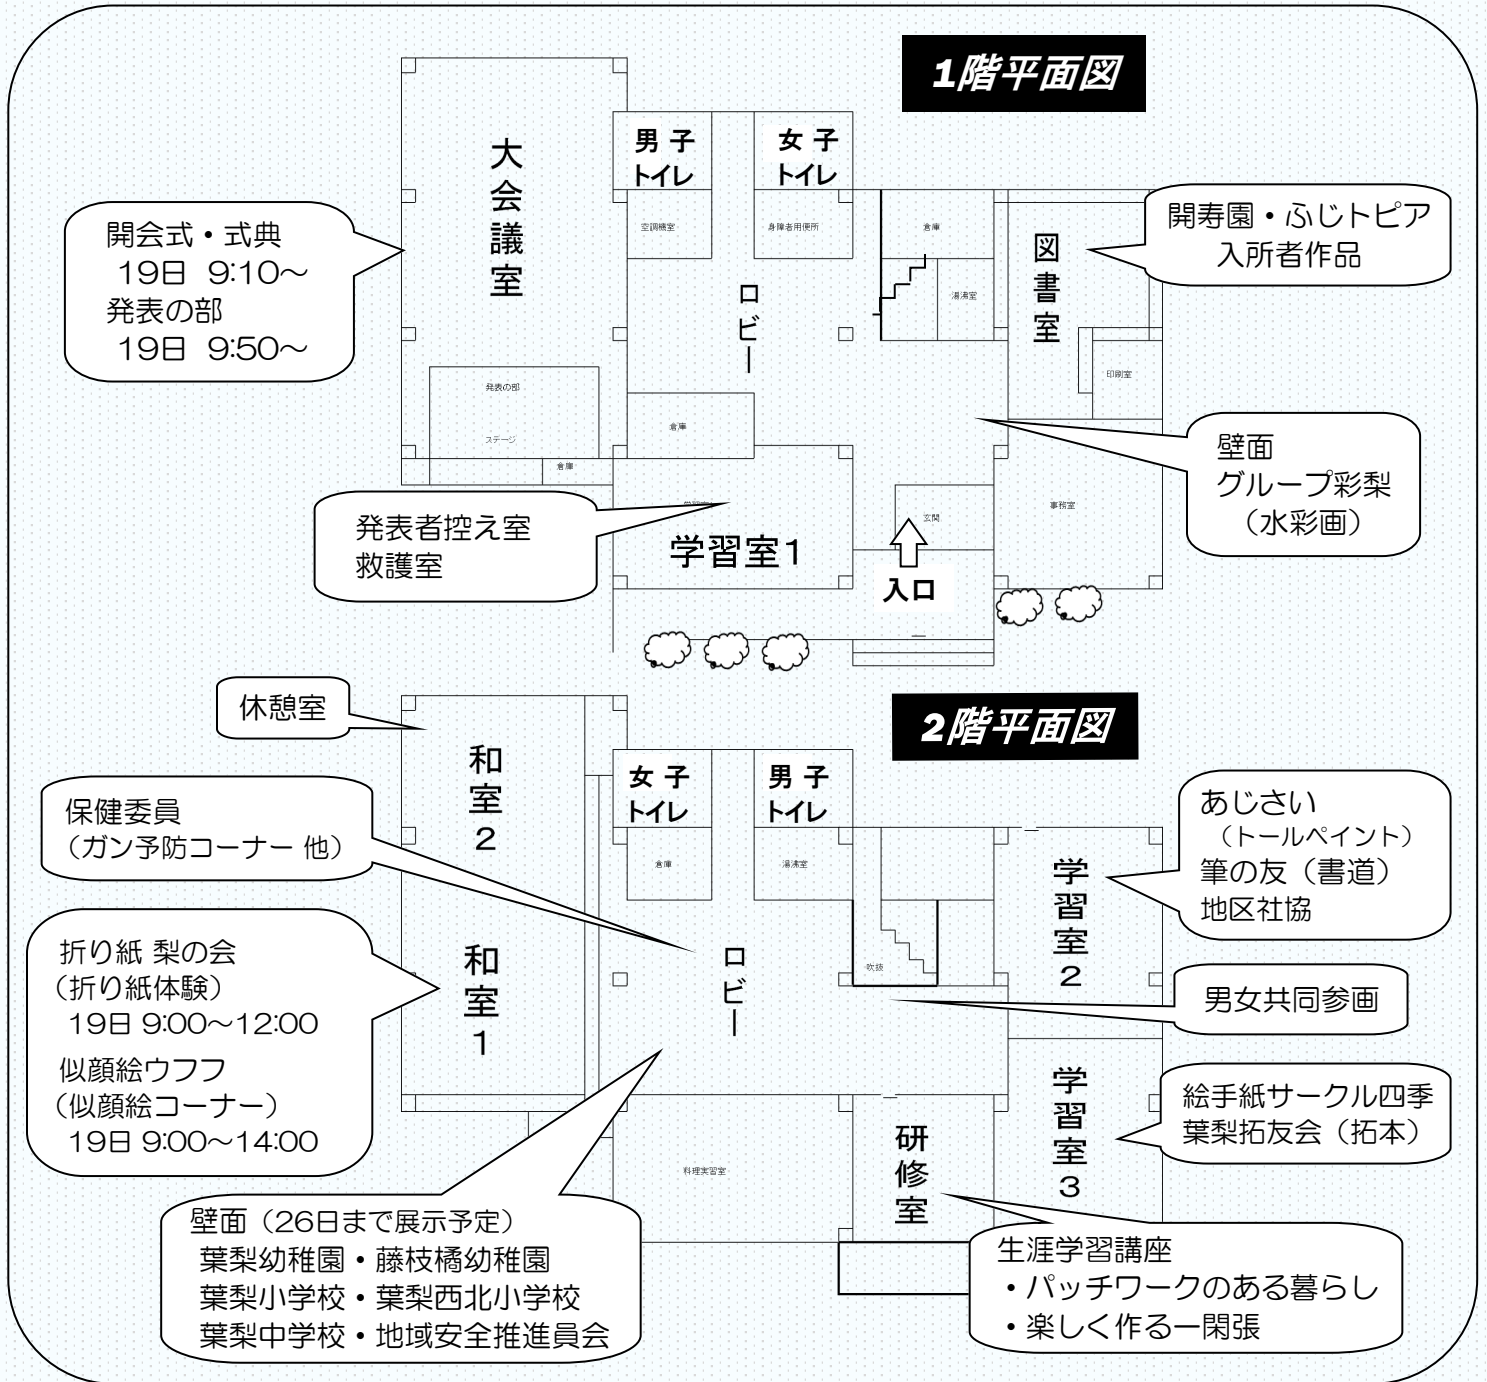 1階平面図
大会議室
男子
トイレ
女子
トイレ
空調機室
身障者用便所
倉庫
湯沸室
図書室
印刷室
ロビー
開会式・式典
19日 9:10～
発表の部
19日 9:50～
開寿園・ふじトピア
入所者作品
発表の部
ステージ
倉庫
倉庫
壁面
グループ彩梨
（水彩画）
発表者控え室
救護室
学習室1
玄関
入口
事務室
2階平面図
休憩室
和室2
女子
トイレ
男子
トイレ
倉庫
湯沸室
保健委員
（ガン予防コーナー 他）
あじさい
（トールペイント）
筆の友（書道）
地区社協
学習室2
和室1
ロビー
吹抜
折り紙 梨の会
（折り紙体験）
19日 9:00～12:00
似顔絵ウフフ
（似顔絵コーナー）
19日 9:00～14:00
男女共同参画
学習室3
絵手紙サークル四季
葉梨拓友会（拓本）
料理実習室
研修室
壁面（26日まで展示予定）
葉梨幼稚園・藤枝橘幼稚園
葉梨小学校・葉梨西北小学校
葉梨中学校・地域安全推進員会
生涯学習講座
・パッチワークのある暮らし
・楽しく作る一閑張